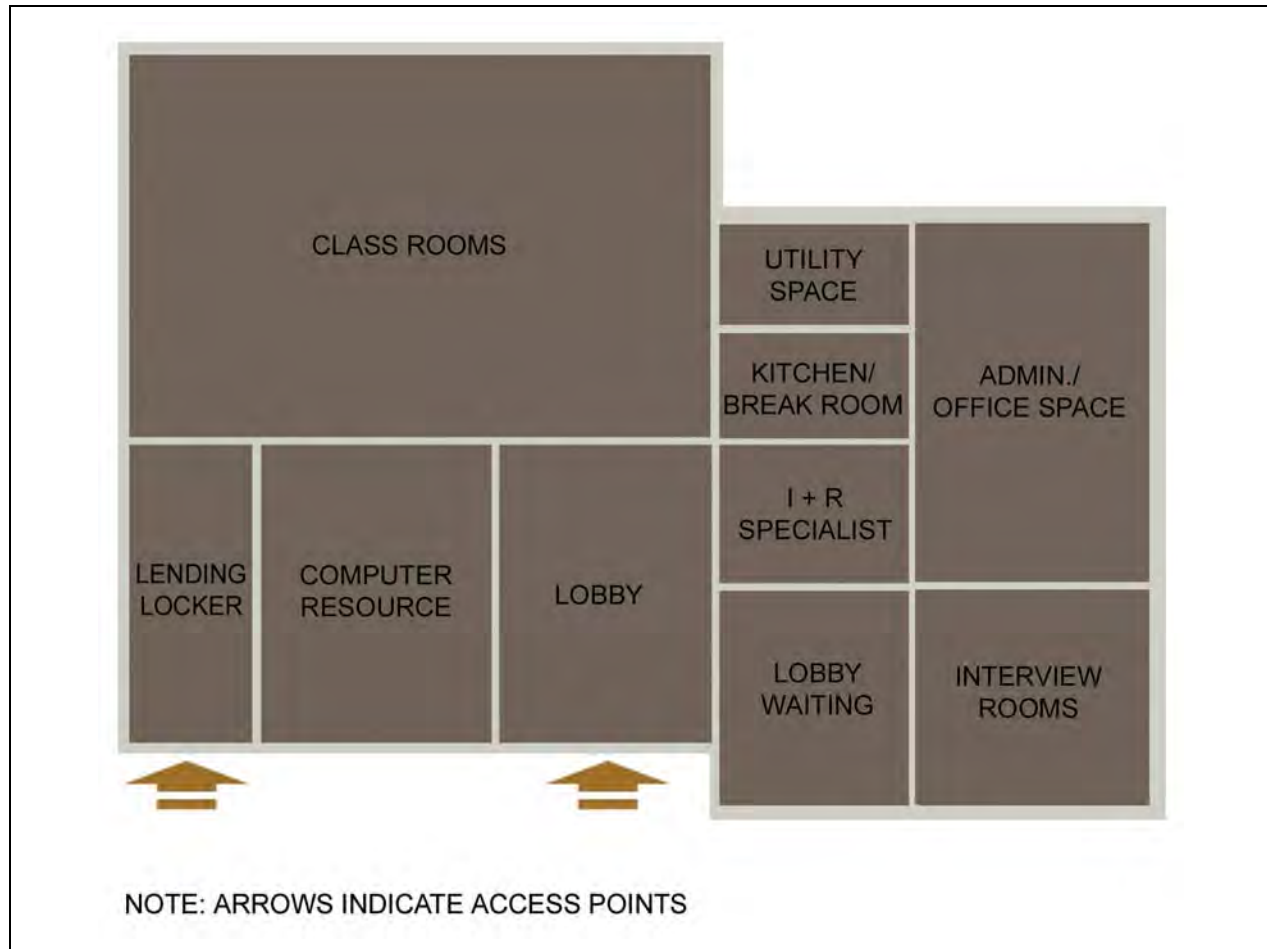 CLASS ROOMS
UTILITY
SPACE
KITCHEN/
BREAK ROOM
ADMIN./
OFFICE SPACE
I + R
SPECIALIST
LENDING
LOCKER
COMPUTER
RESOURCE
LOBBY
LOBBY
WAITING
INTERVIEW
ROOMS
NOTE: ARROWS INDICATE ACCESS POINTS